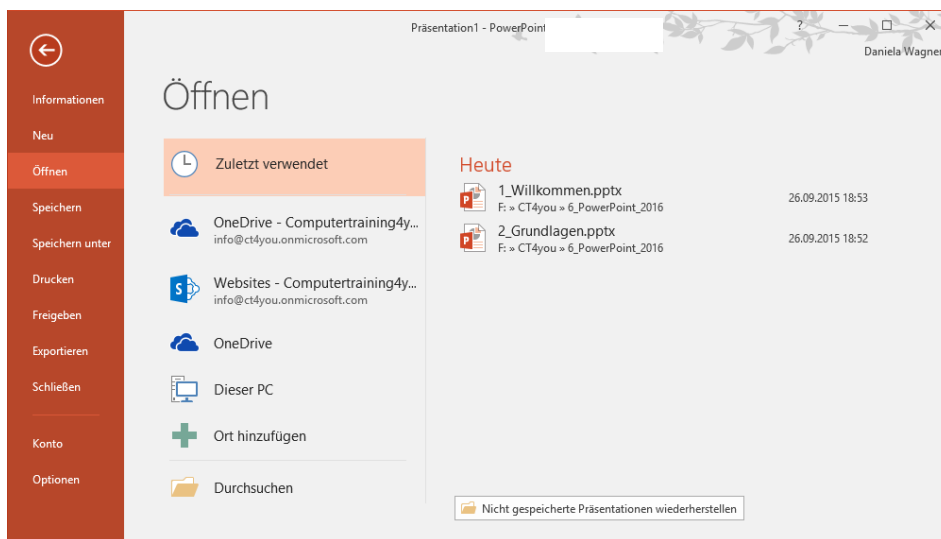 Präsentation1 - PowerPoint
?
Daniela Wagner
Informationen
Neu
Öffnen
Speichern
Speichern unter
Drucken
Freigeben
Exportieren
Schließen
Konto
Optionen
Öffnen
Zuletzt verwendet
OneDrive - Computertraining4y...
info@ct4you.onmicrosoft.com
Websites - Computertraining4y...
info@ct4you.onmicrosoft.com
OneDrive
Dieser PC
Ort hinzufügen
Durchsuchen
Heute
1_Willkommen.pptx
F: » CT4you » 6_PowerPoint_2016
26.09.2015 18:53
2_Grundlagen.pptx
F: » CT4you » 6_PowerPoint_2016
26.09.2015 18:52
Nicht gespeicherte Präsentationen wiederherstellen